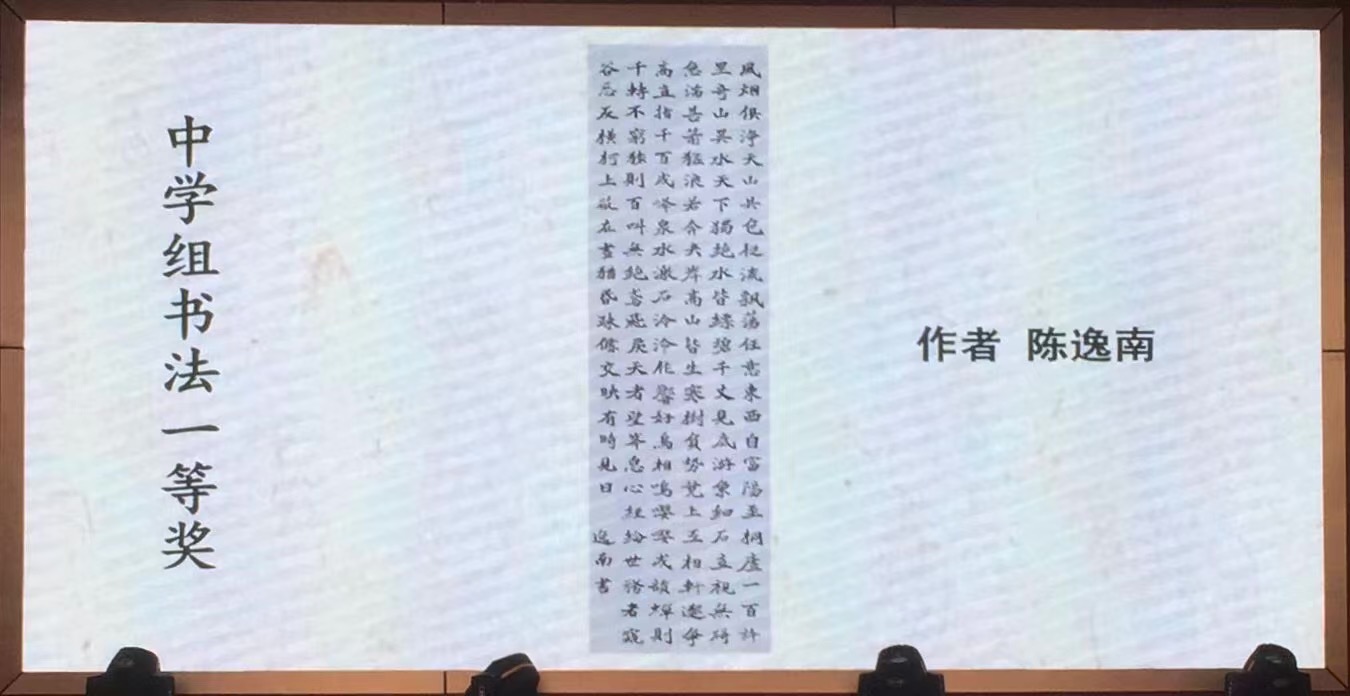 中学组书法一等奖
風烟俱淨天山共色從流飄蕩任意東西自富陽至桐廬一百許
里奇山異水天下獨絶水皆縹碧千丈見底游魚細石直視無碍
急湍甚箭猛浪若奔夹岸高山皆生寒樹負勢競上互相軒邈爭
高直指千百成峰泉水激石泠泠作響好鳥相鳴嚶嚶成韻蟬則
千轉不窮猿則百叫無絶鳶飛戾天者望峯息心經綸世務者窺
谷忘反横柯上蔽在晝猶昏疎條交映有時見日
逸南書
作者 陈逸南